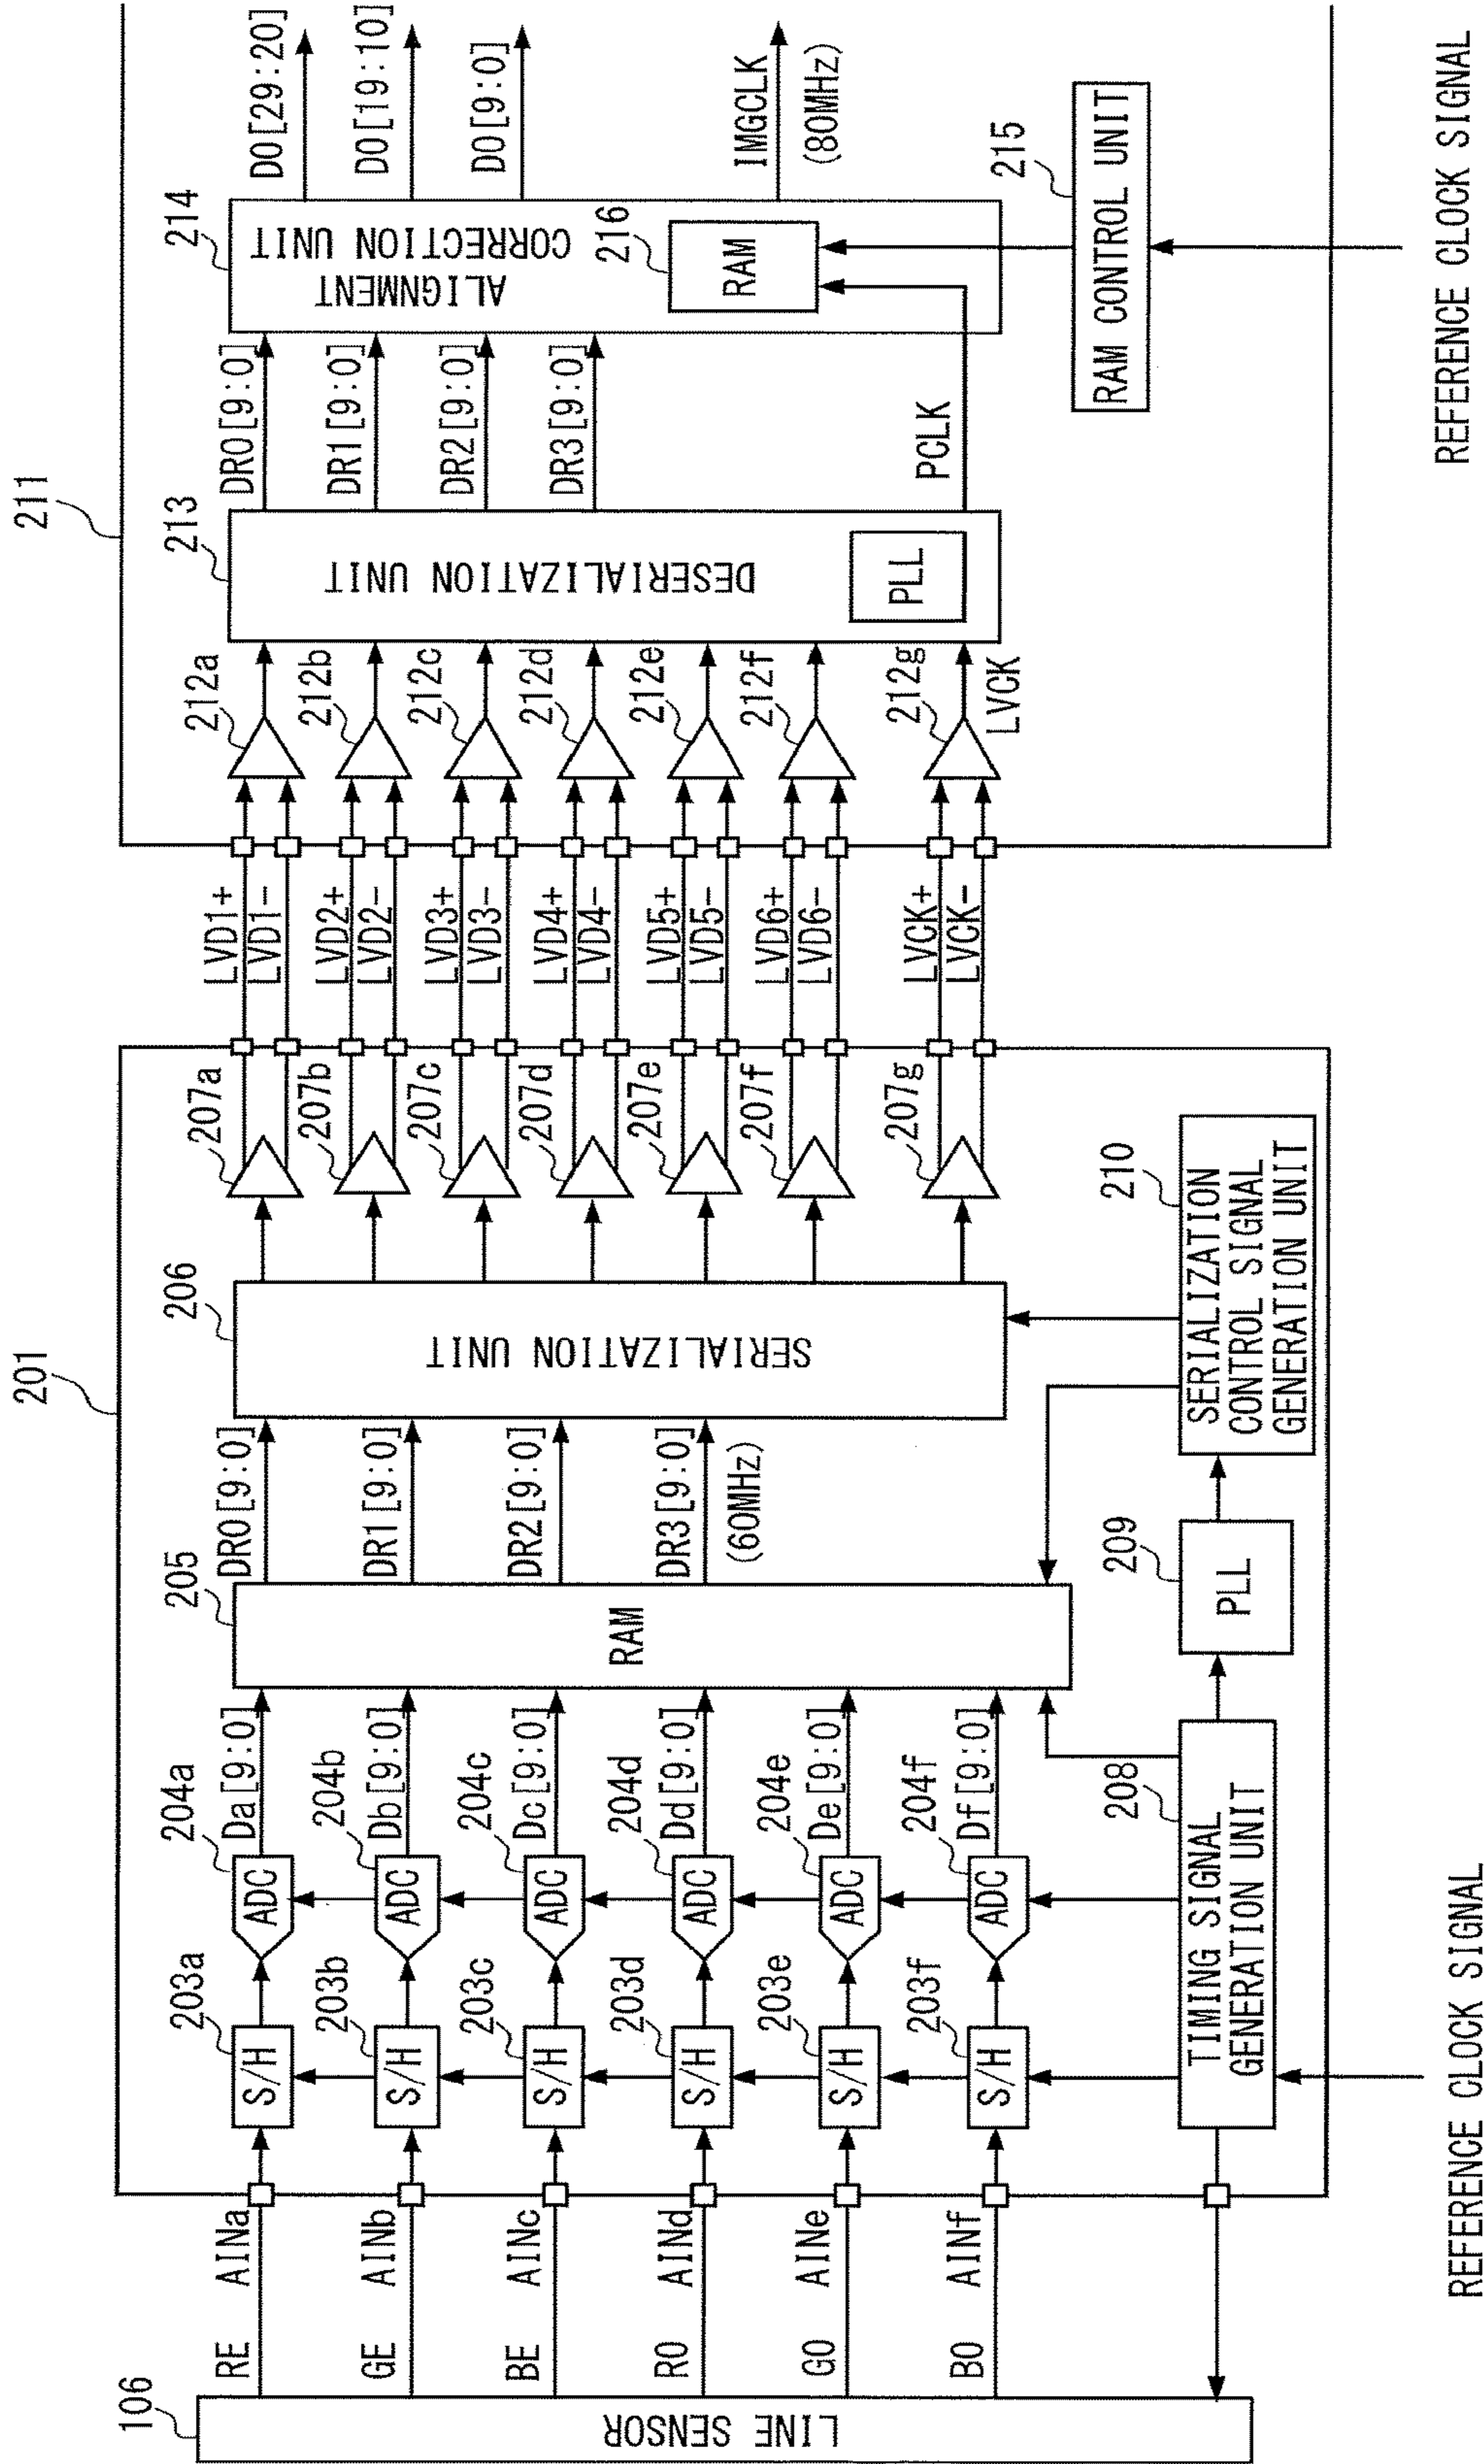 106
LINE SENSOR
RE
GE
BE
RO
GO
BO
AINa
AINb
AINc
AINd
AINe
AINf
201
203a
S/H
203b
S/H
203c
S/H
203d
S/H
203e
S/H
203f
S/H
204a
ADC
204b
ADC
204c
ADC
204d
ADC
204e
ADC
204f
ADC
Da[9:0]
Db[9:0]
Dc[9:0]
Dd[9:0]
De[9:0]
Df[9:0]
208
TIMING SIGNAL
GENERATION UNIT
REFERENCE CLOCK SIGNAL
205
RAM
209
PLL
DR0[9:0]
DR1[9:0]
DR2[9:0]
DR3[9:0]
(60MHz)
206
SERIALIZATION UNIT
210
SERIALIZATION
CONTROL SIGNAL
GENERATION UNIT
207a
207b
207c
207d
207e
207f
207g
LVD1+
LVD1-
LVD2+
LVD2-
LVD3+
LVD3-
LVD4+
LVD4-
LVD5+
LVD5-
LVD6+
LVD6-
LVCK+
LVCK-
211
212a
212b
212c
212d
212e
212f
212g
LVCK
213
DESERIALIZATION UNIT
PLL
DR0[9:0]
DR1[9:0]
DR2[9:0]
DR3[9:0]
PCLK
214
ALIGNMENT
CORRECTION UNIT
216
RAM
215
RAM CONTROL UNIT
REFERENCE CLOCK SIGNAL
DO[29:20]
DO[19:10]
DO[9:0]
IMGCLK
(80MHz)